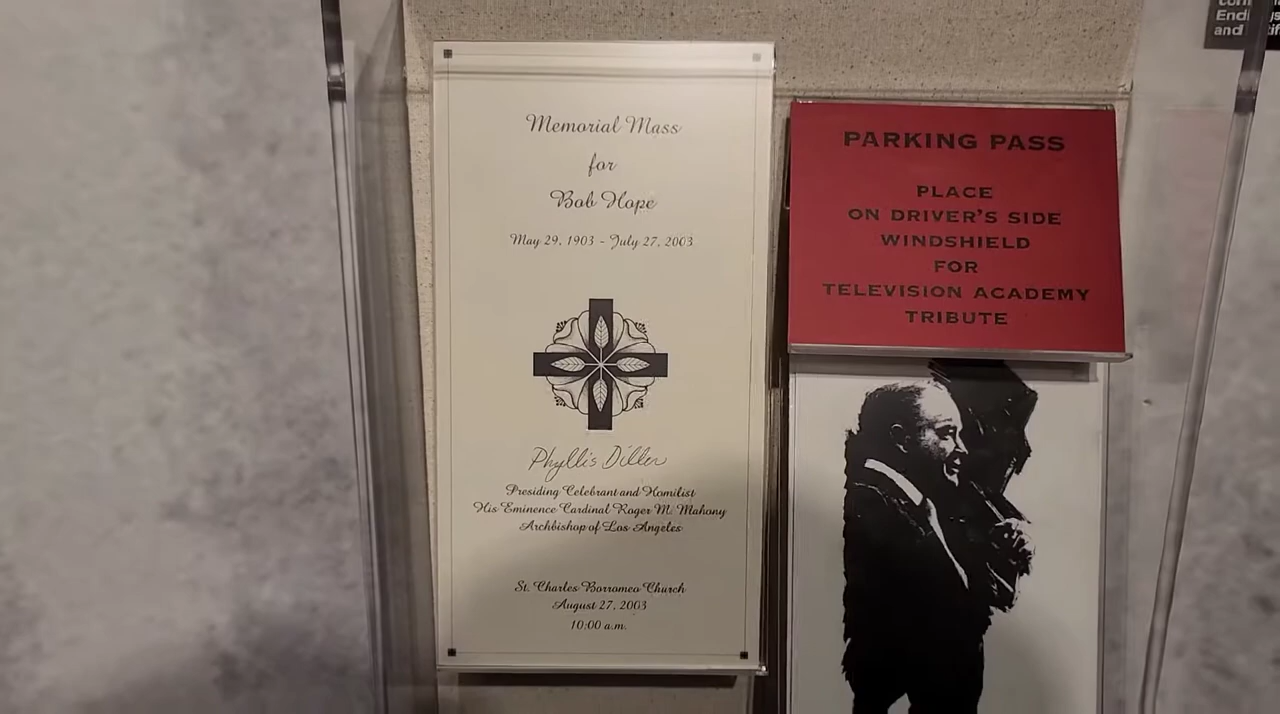 Memorial Mass
for
Bob Hope
May 29, 1903 - July 27, 2003
Phyllis Diller
Presiding Celebrant and Homilist
His Eminence Cardinal Roger M. Mahony
Archbishop of Los Angeles
St. Charles Borromeo Church
August 27, 2003
10:00 a.m.
PARKING PASS
PLACE
ON DRIVER'S SIDE
WINDSHIELD
FOR
TELEVISION ACADEMY
TRIBUTE
and